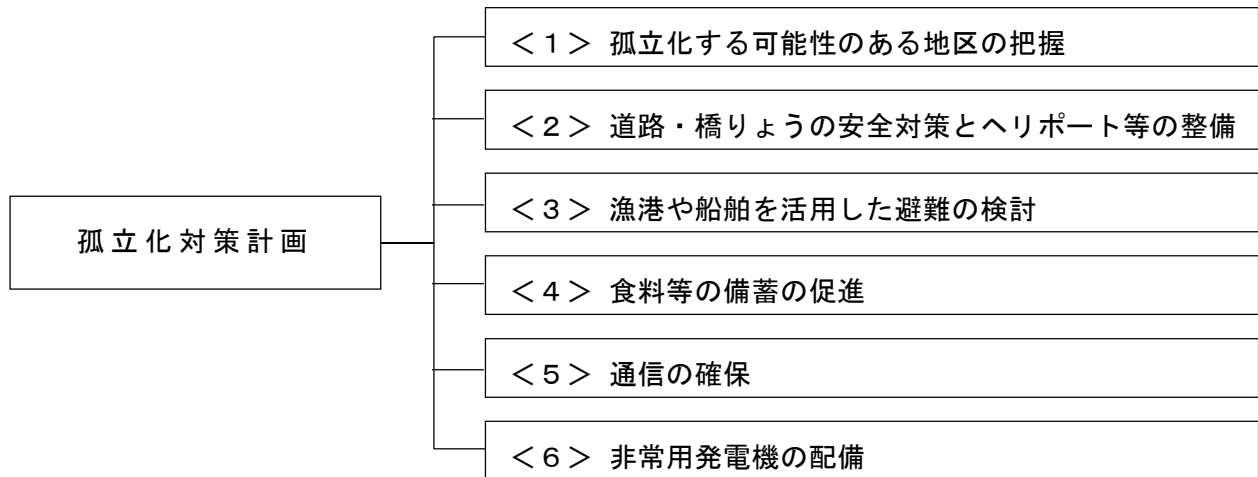 孤立化対策計画
＜１＞ 孤立化する可能性のある地区の把握
＜２＞ 道路・橋りょうの安全対策とヘリポート等の整備
＜３＞ 漁港や船舶を活用した避難の検討
＜４＞ 食料等の備蓄の促進
＜５＞ 通信の確保
＜６＞ 非常用発電機の配備